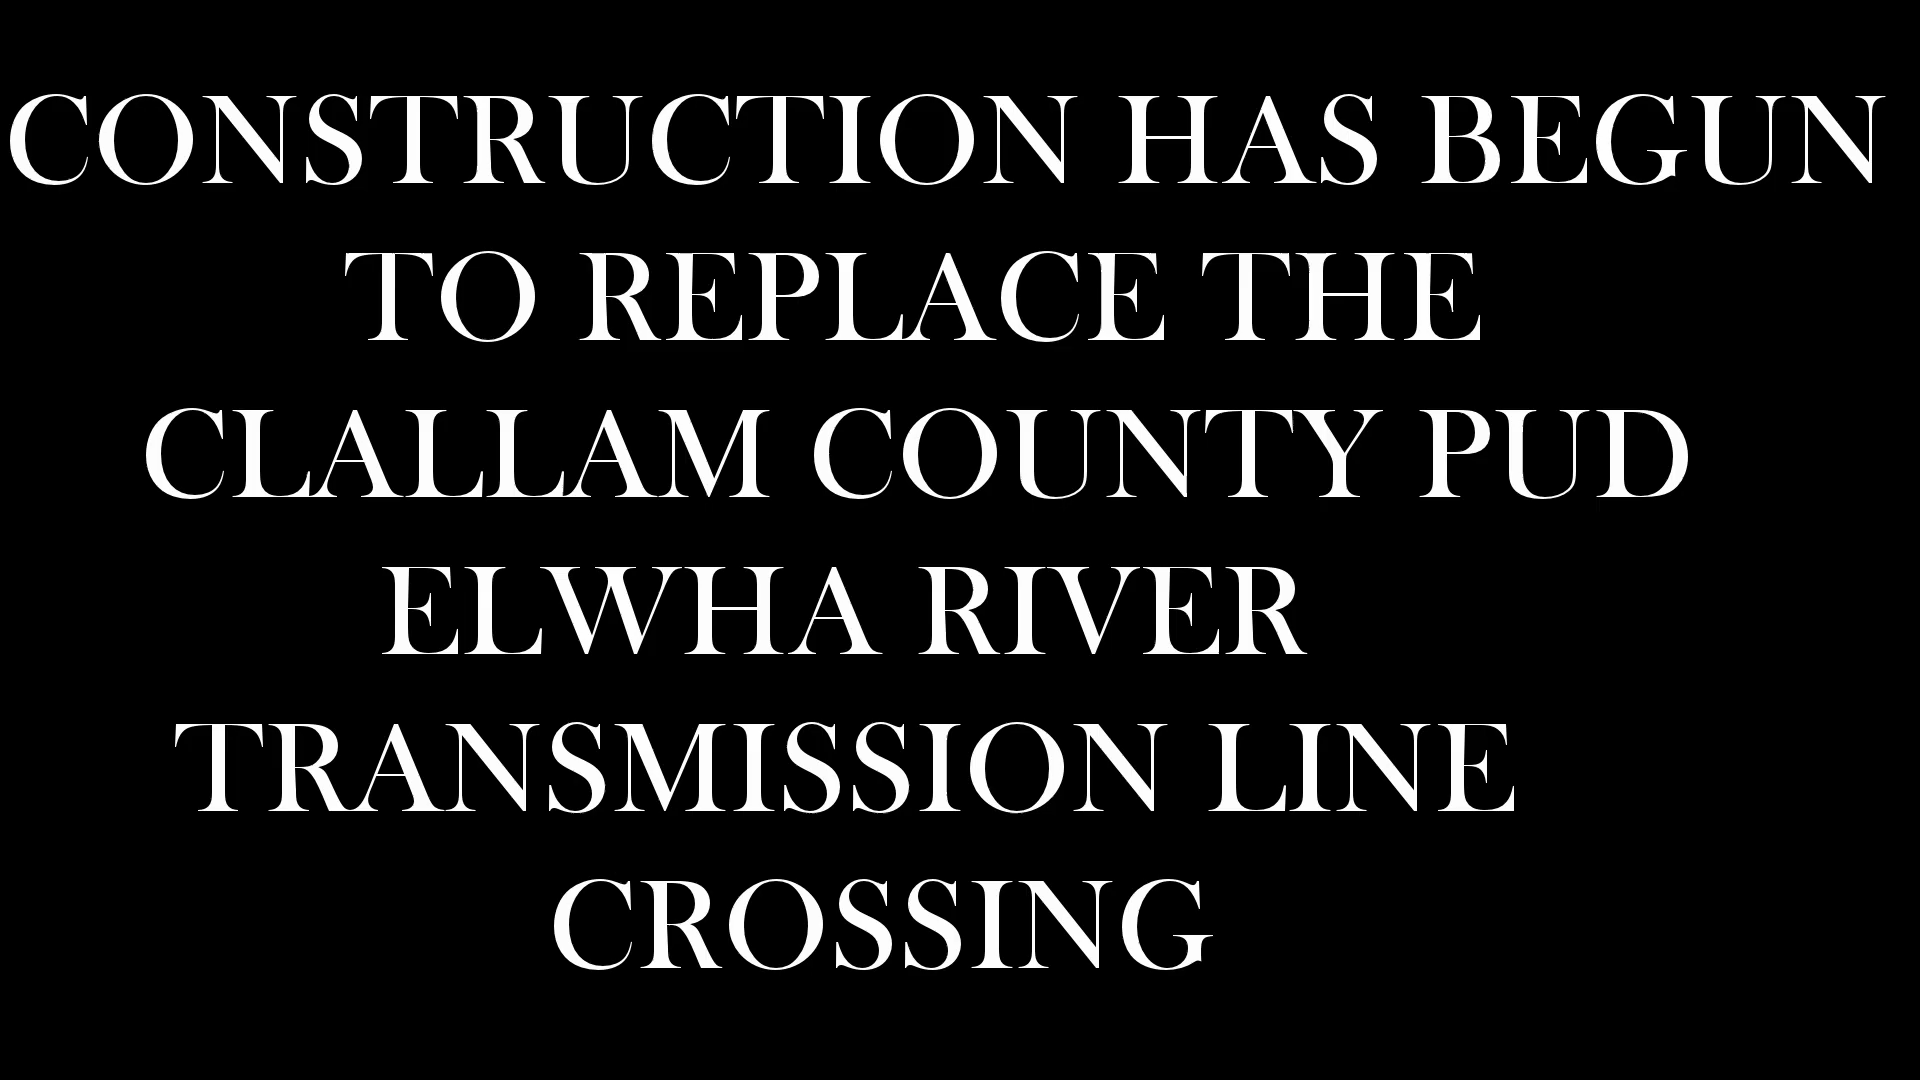 CONSTRUCTION HAS BEGUN
TO REPLACE THE
CLALLAM COUNTY PUD
ELWHA RIVER
TRANSMISSION LINE
CROSSING